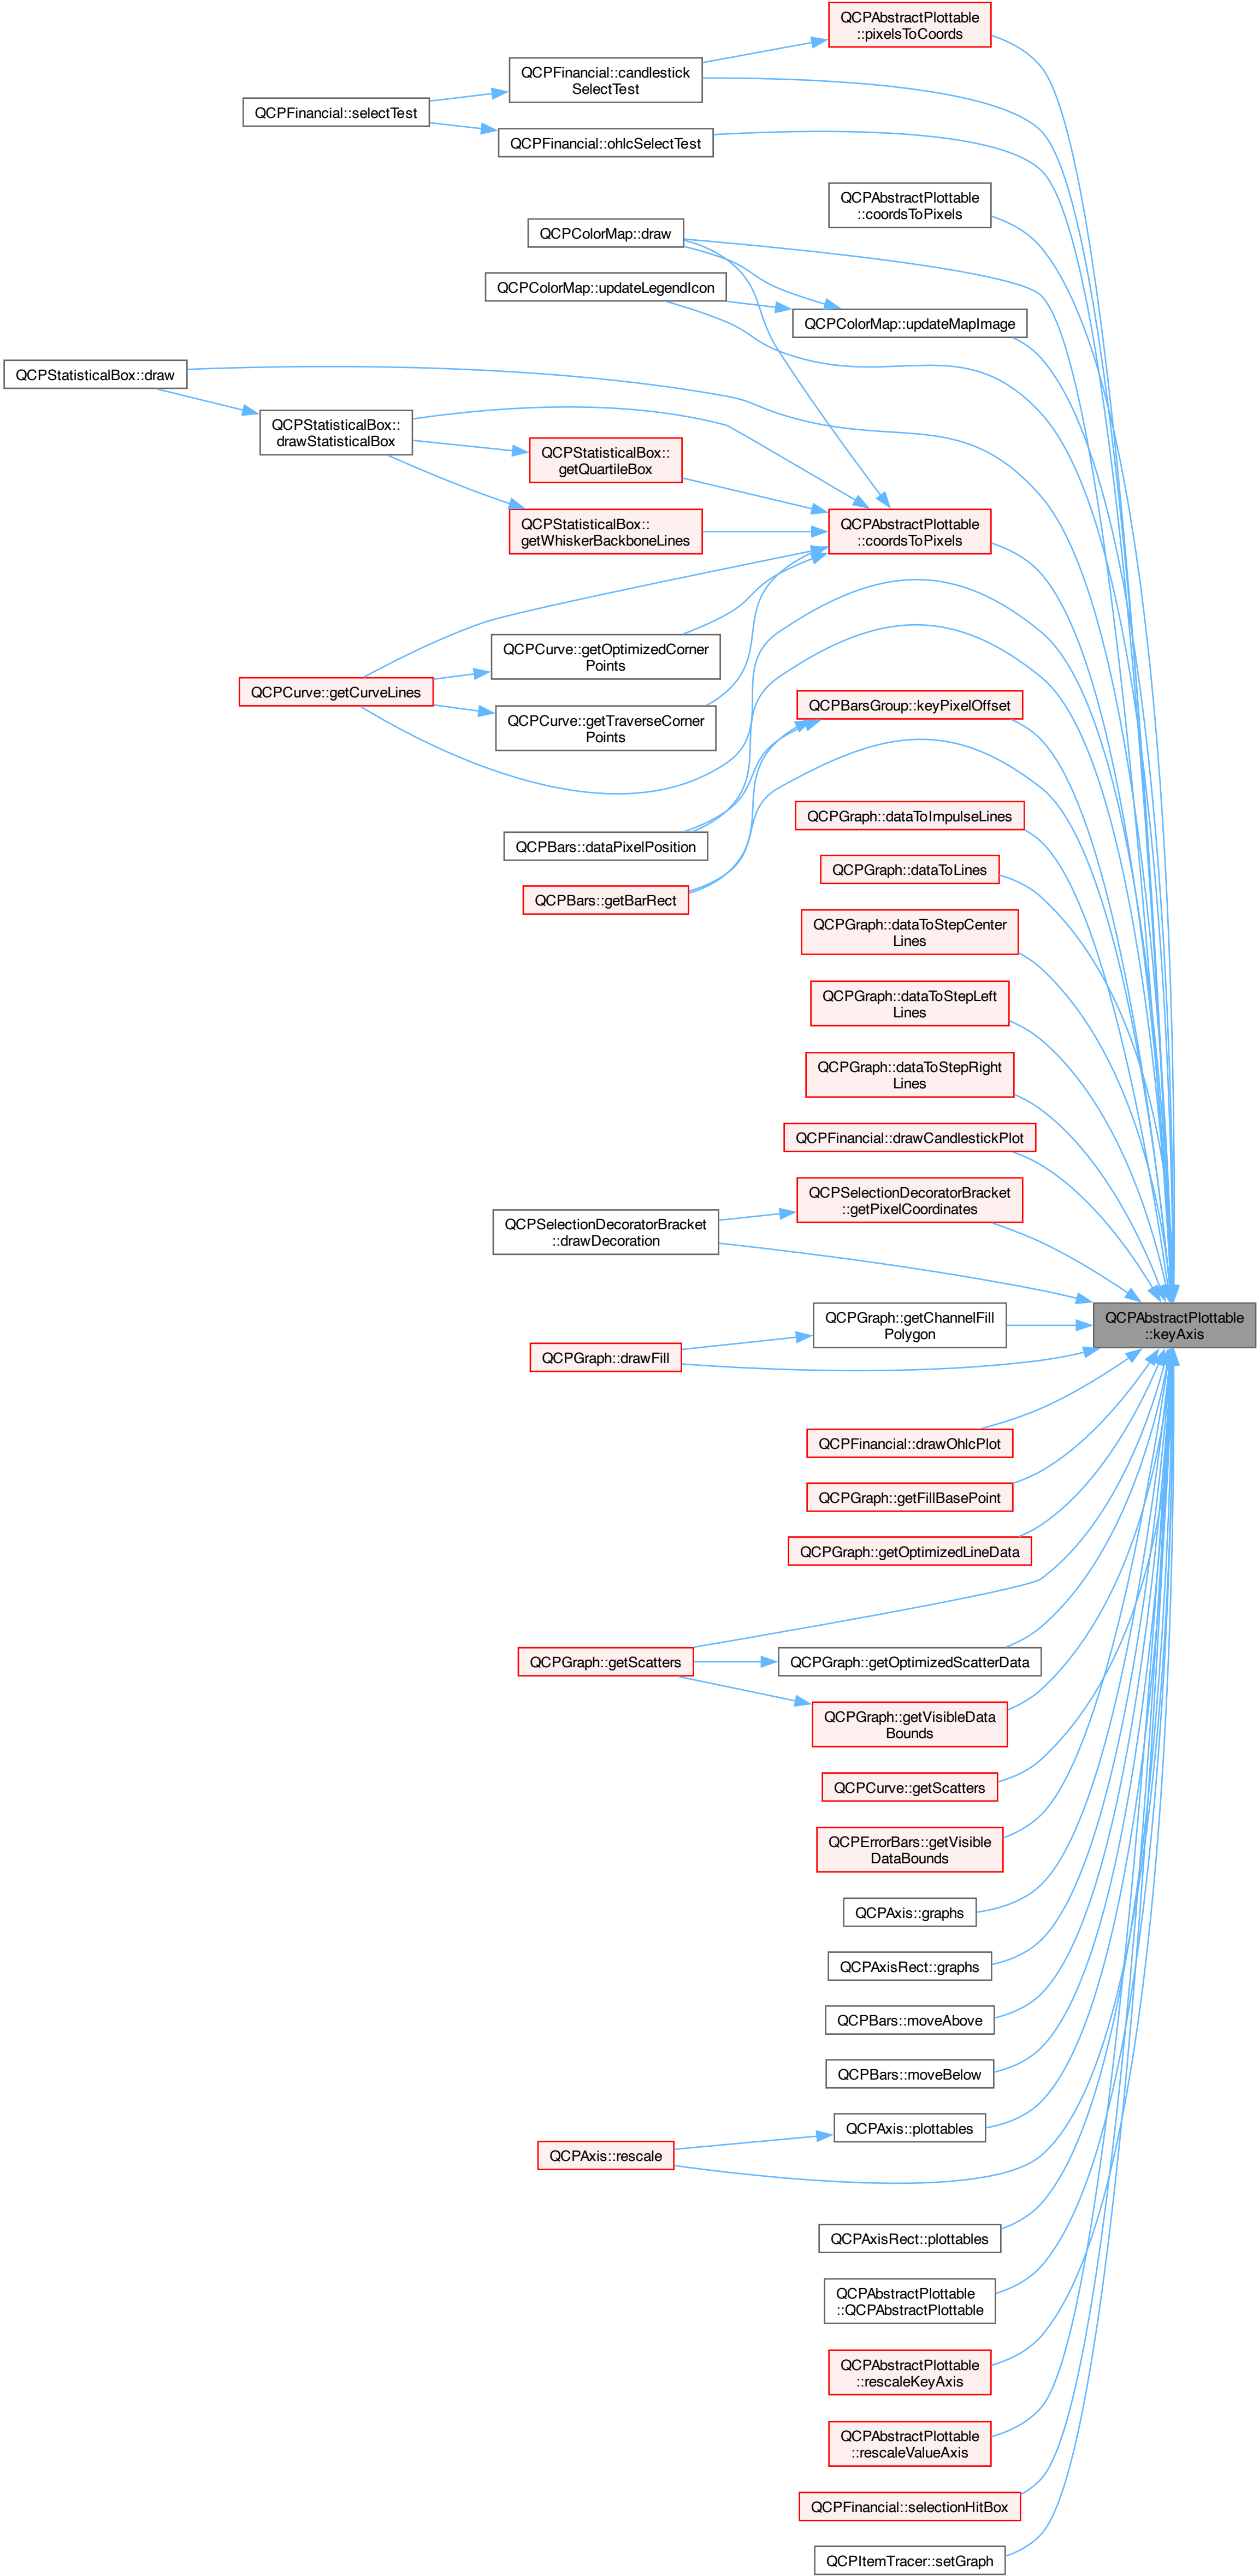 QCPAbstractPlottable
::pixelsToCoords
QCPFinancial::candlestick
SelectTest
QCPFinancial::selectTest
QCPFinancial::ohlcSelectTest
QCPAbstractPlottable
::coordsToPixels
QCPColorMap::draw
QCPColorMap::updateLegendIcon
QCPColorMap::updateMapImage
QCPStatisticalBox::draw
QCPStatisticalBox::
drawStatisticalBox
QCPStatisticalBox::
getQuartileBox
QCPStatisticalBox::
getWhiskerBackboneLines
QCPAbstractPlottable
::coordsToPixels
QCPCurve::getOptimizedCorner
Points
QCPCurve::getCurveLines
QCPCurve::getTraverseCorner
Points
QCPBarsGroup::keyPixelOffset
QCPGraph::dataToImpulseLines
QCPBars::dataPixelPosition
QCPGraph::dataToLines
QCPBars::getBarRect
QCPGraph::dataToStepCenter
Lines
QCPGraph::dataToStepLeft
Lines
QCPGraph::dataToStepRight
Lines
QCPFinancial::drawCandlestickPlot
QCPSelectionDecoratorBracket
::getPixelCoordinates
QCPSelectionDecoratorBracket
::drawDecoration
QCPAbstractPlottable
::keyAxis
QCPGraph::getChannelFill
Polygon
QCPGraph::drawFill
QCPFinancial::drawOhlcPlot
QCPGraph::getFillBasePoint
QCPGraph::getOptimizedLineData
QCPGraph::getScatters
QCPGraph::getOptimizedScatterData
QCPGraph::getVisibleData
Bounds
QCPCurve::getScatters
QCPErrorBars::getVisible
DataBounds
QCPAxis::graphs
QCPAxisRect::graphs
QCPBars::moveAbove
QCPBars::moveBelow
QCPAxis::plottables
QCPAxis::rescale
QCPAxisRect::plottables
QCPAbstractPlottable
::QCPAbstractPlottable
QCPAbstractPlottable
::rescaleKeyAxis
QCPAbstractPlottable
::rescaleValueAxis
QCPFinancial::selectionHitBox
QCPItemTracer::setGraph